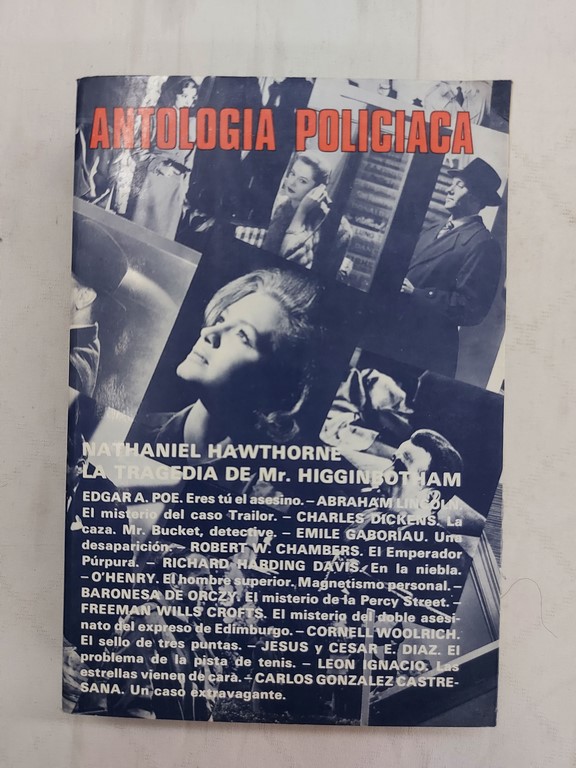 ANTOLOGIA POLICIACA
NATHANIEL HAWTHORNE
LA TRAGEDIA DE Mr. HIGGINBOTHAM
EDGAR A. POE. Eres tú el asesino. – ABRAHAM LINCOLN.
El misterio del caso Trailor. – CHARLES DICKENS. La
caza. Mr. Bucket, detective. – EMILE GABORIAU. Una
desaparición. – ROBERT W. CHAMBERS. El Emperador
Púrpura. – RICHARD HARDING DAVIS. En la niebla.
– O'HENRY. El hombre superior. Magnetismo personal. –
BARONESA DE ORCZY. El misterio de la Percy Street. –
FREEMAN WILLS CROFTS. El misterio del doble asesi-
nato del expreso de Edimburgo. – CORNELL WOOLRICH.
El sello de tres puntas. – JESUS y CESAR E. DIAZ. El
problema de la pista de tenis. – LEON IGNACIO. Las
estrellas vienen de cara. – CARLOS GONZALEZ CASTRE-
SANA. Un caso extravagante.